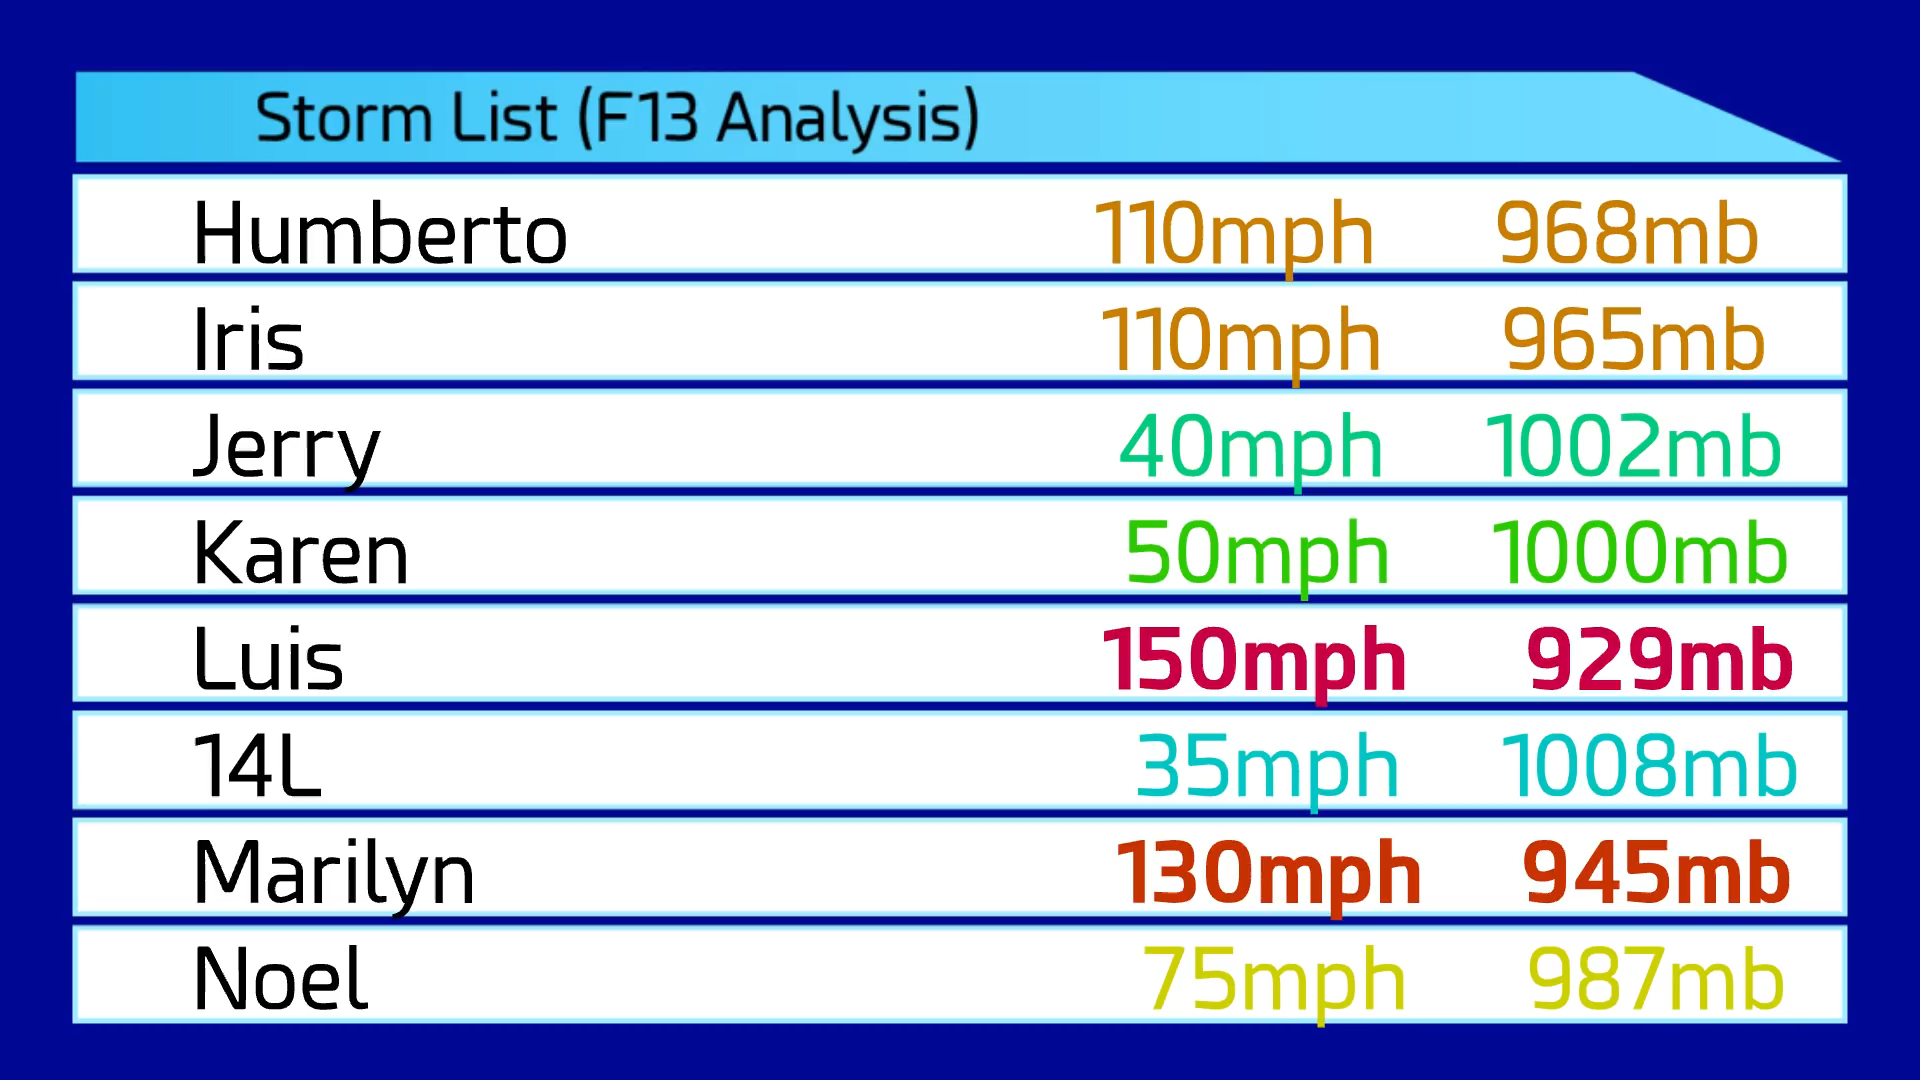 Storm List (F13 Analysis)
Humberto 110mph 968mb
Iris 110mph 965mb
Jerry 40mph 1002mb
Karen 50mph 1000mb
Luis 150mph 929mb
14L 35mph 1008mb
Marilyn 130mph 945mb
Noel 75mph 987mb